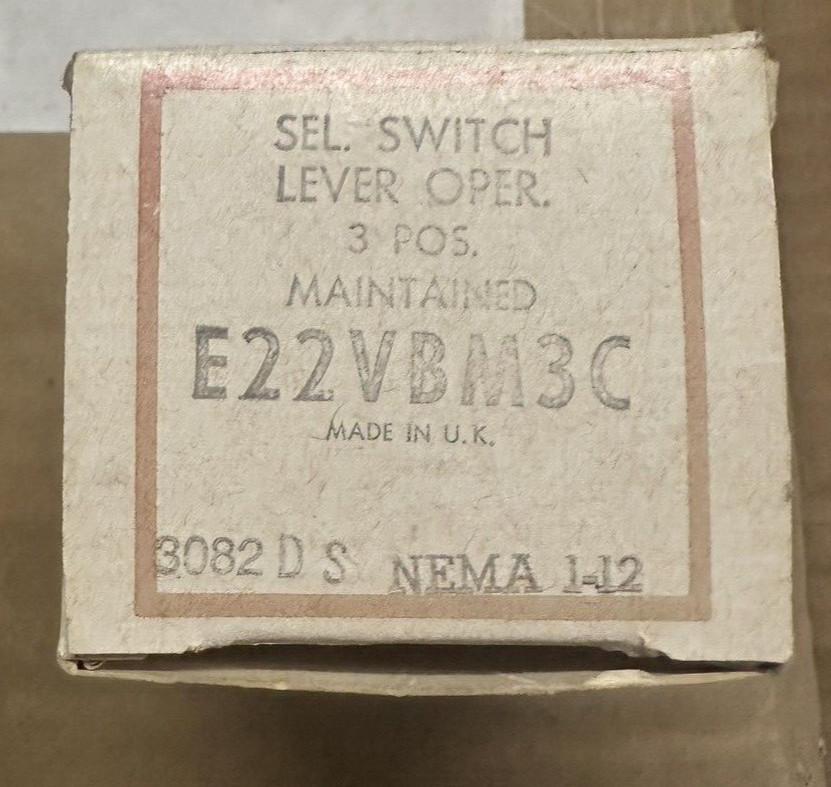 SEL. SWITCH
LEVER OPER.
3 POS.
MAINTAINED
E22VBM3C
MADE IN U.K.
3082 D S NEMA 1-12